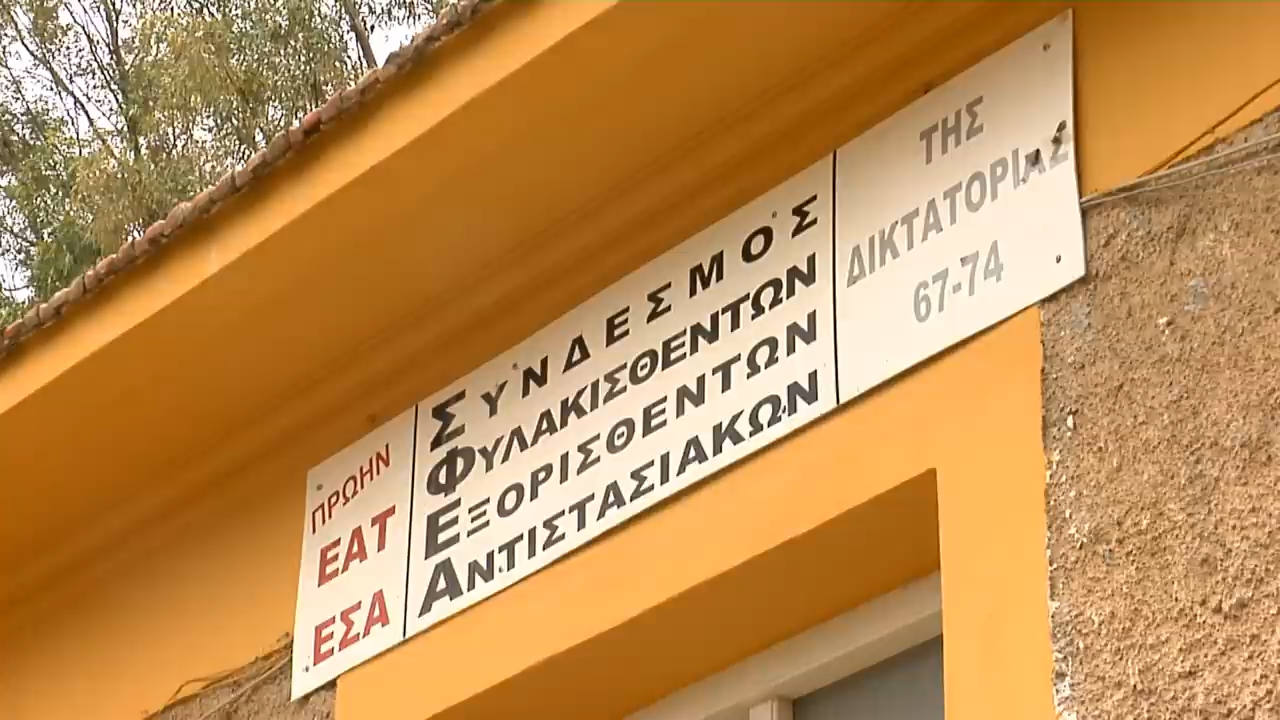 ΠΡΩΗΝ
ΕΑΤ
ΕΣΑ
ΣΥΝΔΕΣΜΟΣ
ΦΥΛΑΚΙΣΘΕΝΤΩΝ
ΕΞΟΡΙΣΘΕΝΤΩΝ
ΑΝΤΙΣΤΑΣΙΑΚΩΝ
ΤΗΣ
ΔΙΚΤΑΤΟΡΙΑΣ
67-74